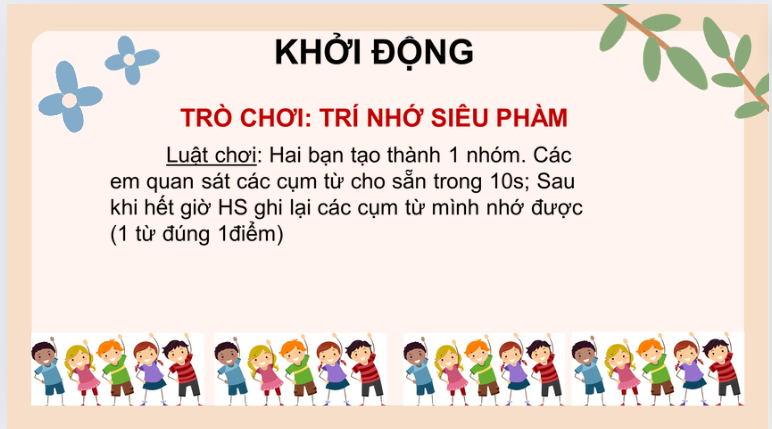 KHỞI ĐỘNG
TRÒ CHƠI: TRÍ NHỚ SIÊU PHÀM
Luật chơi: Hai bạn tạo thành 1 nhóm. Các
em quan sát các cụm từ cho sẵn trong 10s; Sau
khi hết giờ HS ghi lại các cụm từ mình nhớ được
(1 từ đúng 1điểm)